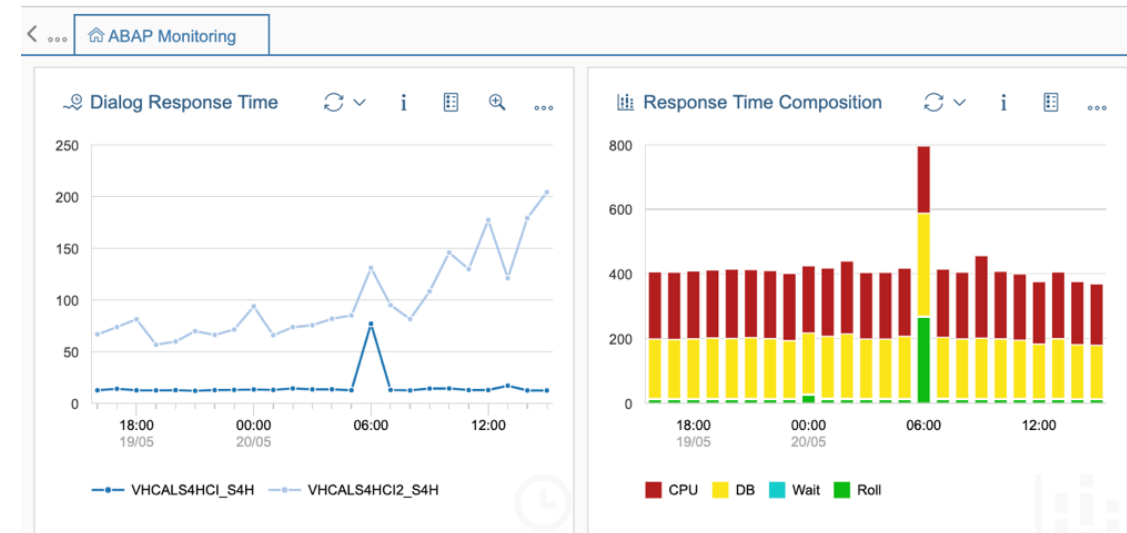 ABAP Monitoring
Dialog Response Time
250
200
150
100
50
0
18:00 00:00 06:00 12:00
19/05 20/05
VHCALS4HCI_S4H VHCALS4HCI2_S4H
Response Time Composition
800
600
400
200
0
18:00 00:00 06:00 12:00
19/05 20/05
CPU DB Wait Roll